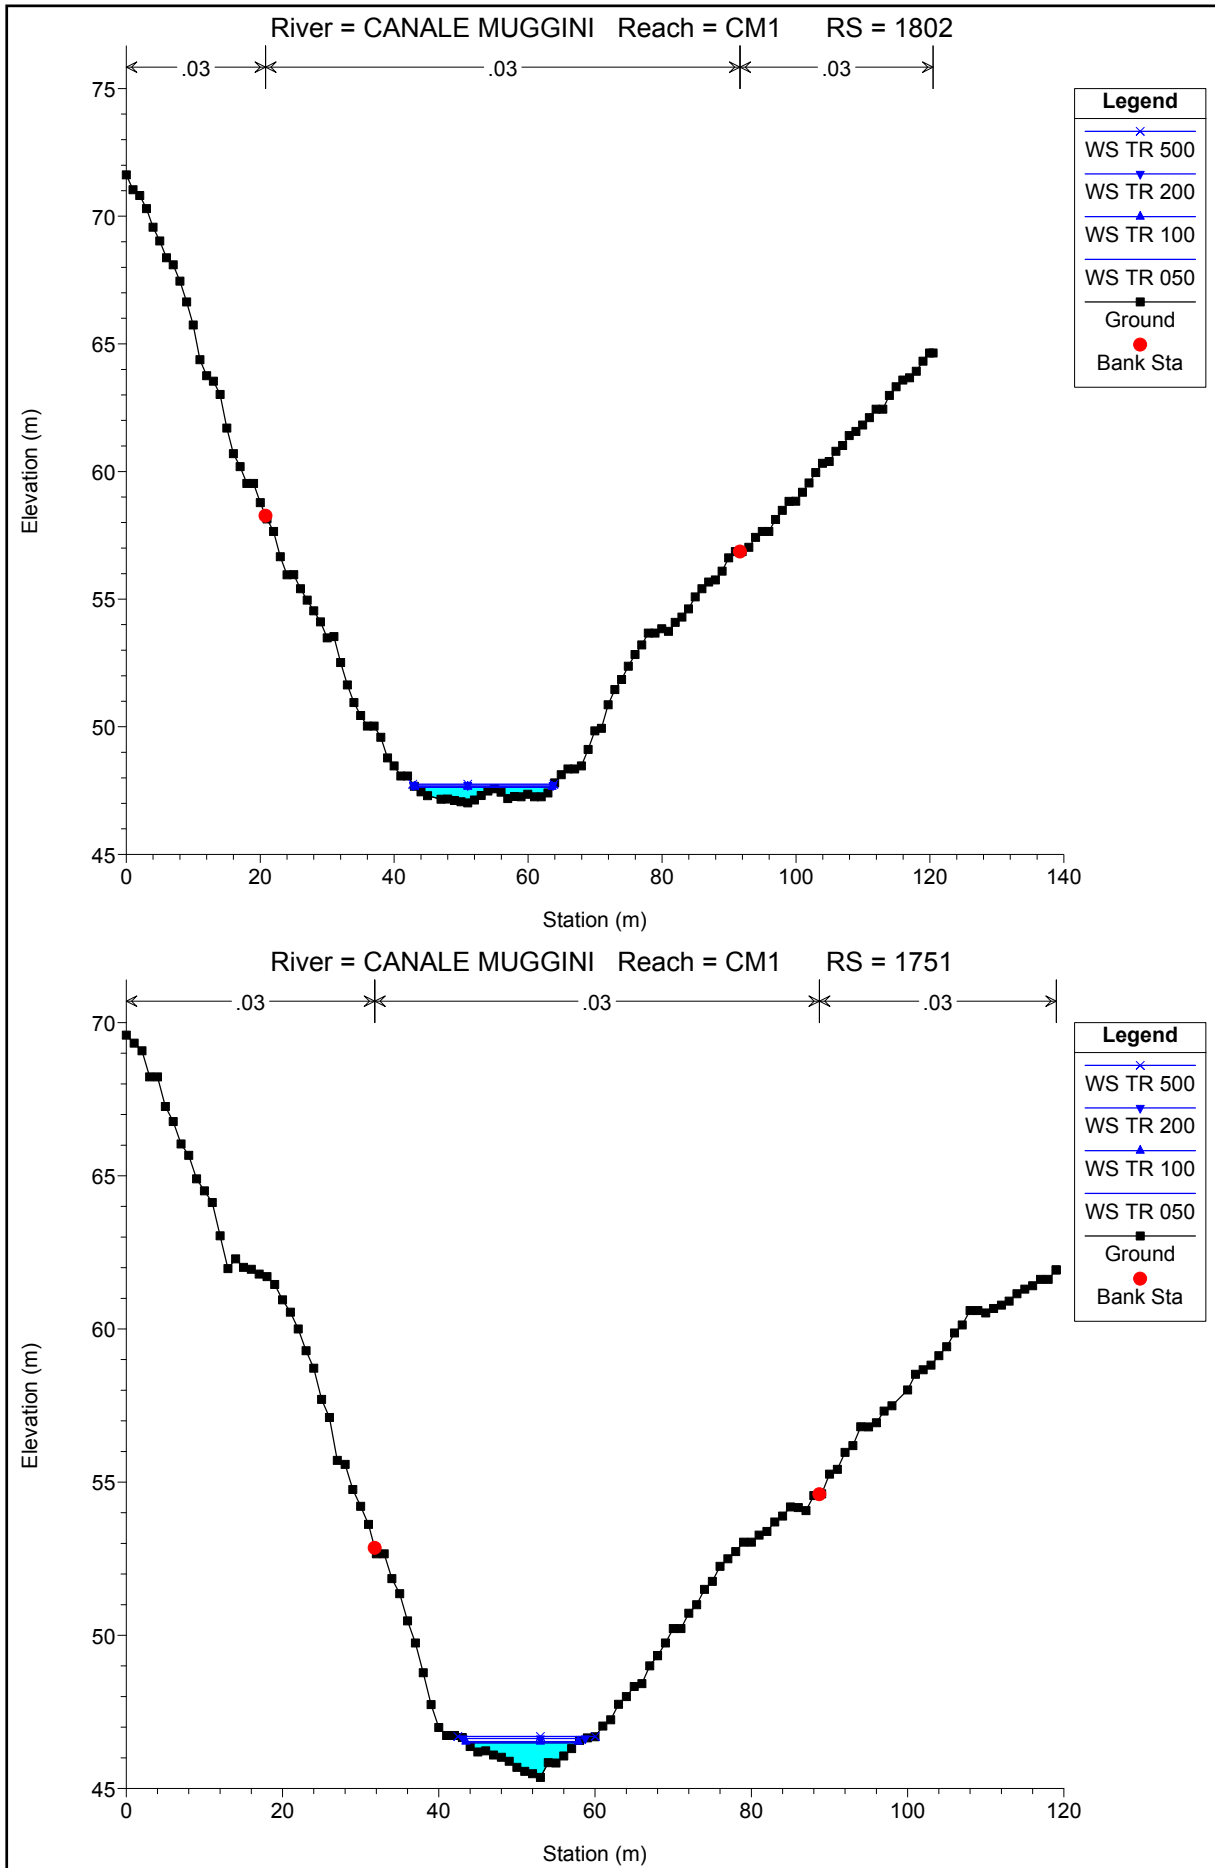 River = CANALE MUGGINI Reach = CM1 RS = 1802
.03 .03 .03
75
70
65
60
55
50
45
Elevation (m)
0 20 40 60 80 100 120 140
Station (m)
Legend
WS TR 500
WS TR 200
WS TR 100
WS TR 050
Ground
Bank Sta
River = CANALE MUGGINI Reach = CM1 RS = 1751
.03 .03 .03
70
65
60
55
50
45
Elevation (m)
0 20 40 60 80 100 120
Station (m)
Legend
WS TR 500
WS TR 200
WS TR 100
WS TR 050
Ground
Bank Sta